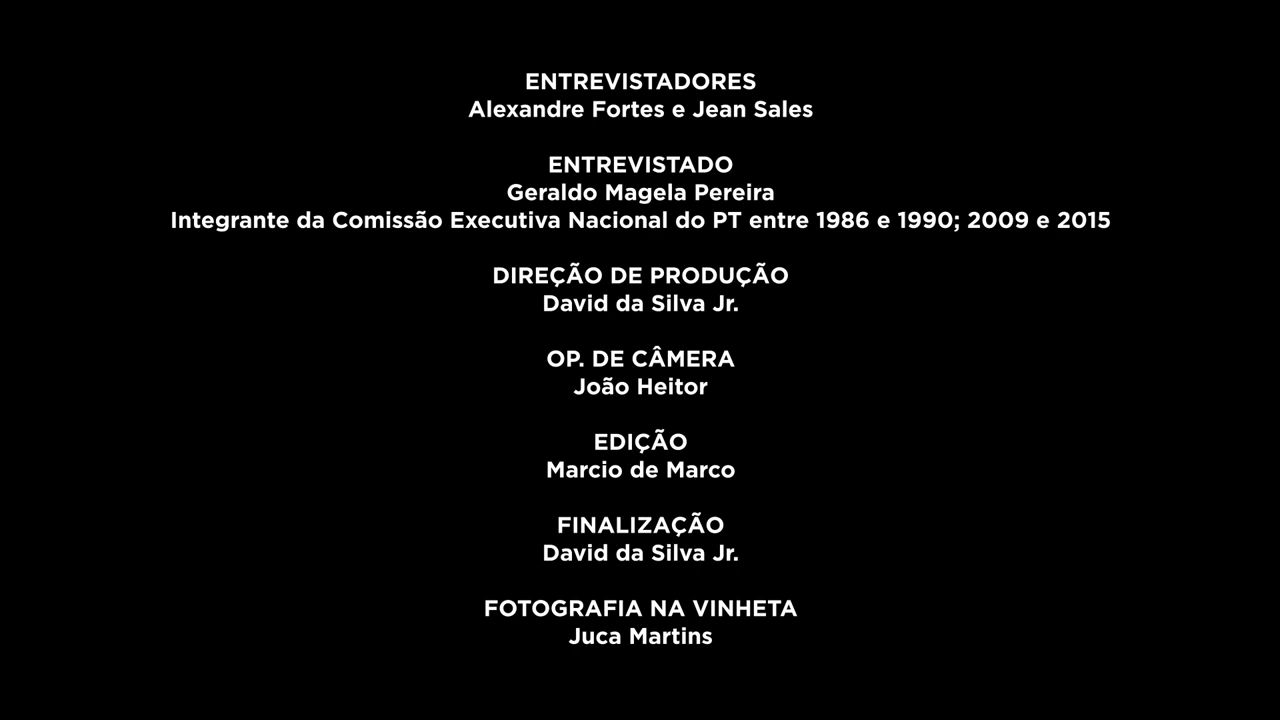 ENTREVISTADORES
Alexandre Fortes e Jean Sales
ENTREVISTADO
Geraldo Magela Pereira
Integrante da Comissão Executiva Nacional do PT entre 1986 e 1990; 2009 e 2015
DIREÇÃO DE PRODUÇÃO
David da Silva Jr.
OP. DE CÂMERA
João Heitor
EDIÇÃO
Marcio de Marco
FINALIZAÇÃO
David da Silva Jr.
FOTOGRAFIA NA VINHETA
Juca Martins